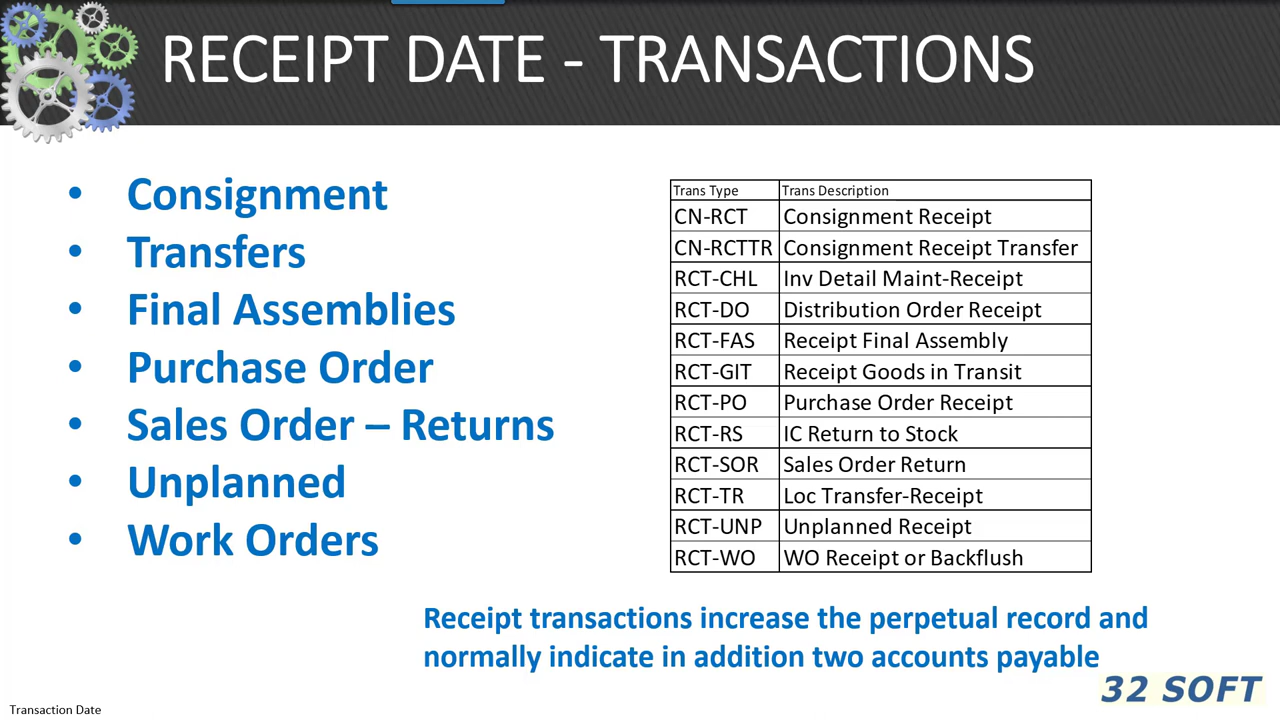 RECEIPT DATE - TRANSACTIONS
• Consignment
• Transfers
• Final Assemblies
• Purchase Order
• Sales Order – Returns
• Unplanned
• Work Orders
Trans Type Trans Description
CN-RCT Consignment Receipt
CN-RCTTR Consignment Receipt Transfer
RCT-CHL Inv Detail Maint-Receipt
RCT-DO Distribution Order Receipt
RCT-FAS Receipt Final Assembly
RCT-GIT Receipt Goods in Transit
RCT-PO Purchase Order Receipt
RCT-RS IC Return to Stock
RCT-SOR Sales Order Return
RCT-TR Loc Transfer-Receipt
RCT-UNP Unplanned Receipt
RCT-WO WO Receipt or Backflush
Receipt transactions increase the perpetual record and
normally indicate in addition two accounts payable
32 SOFT
Transaction Date